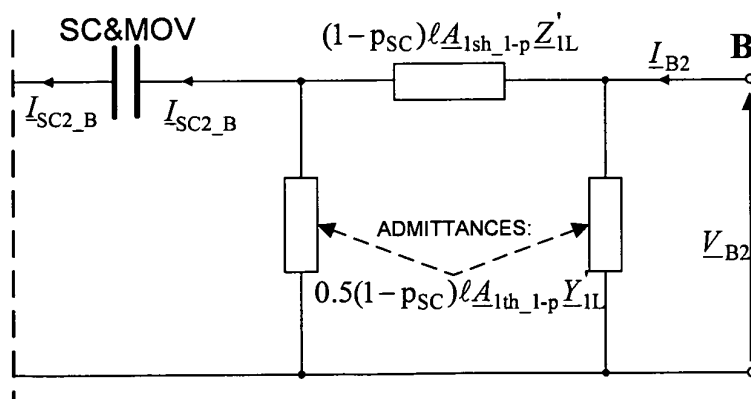 SC&MOV
(1-p_SC)ℓA_1sh_1-p Z'_1L
I_B2
B
I_SC2_B
I_SC2_B
ADMITTANCES:
V_B2
0.5(1-p_SC)ℓA_1th_1-p Y'_1L